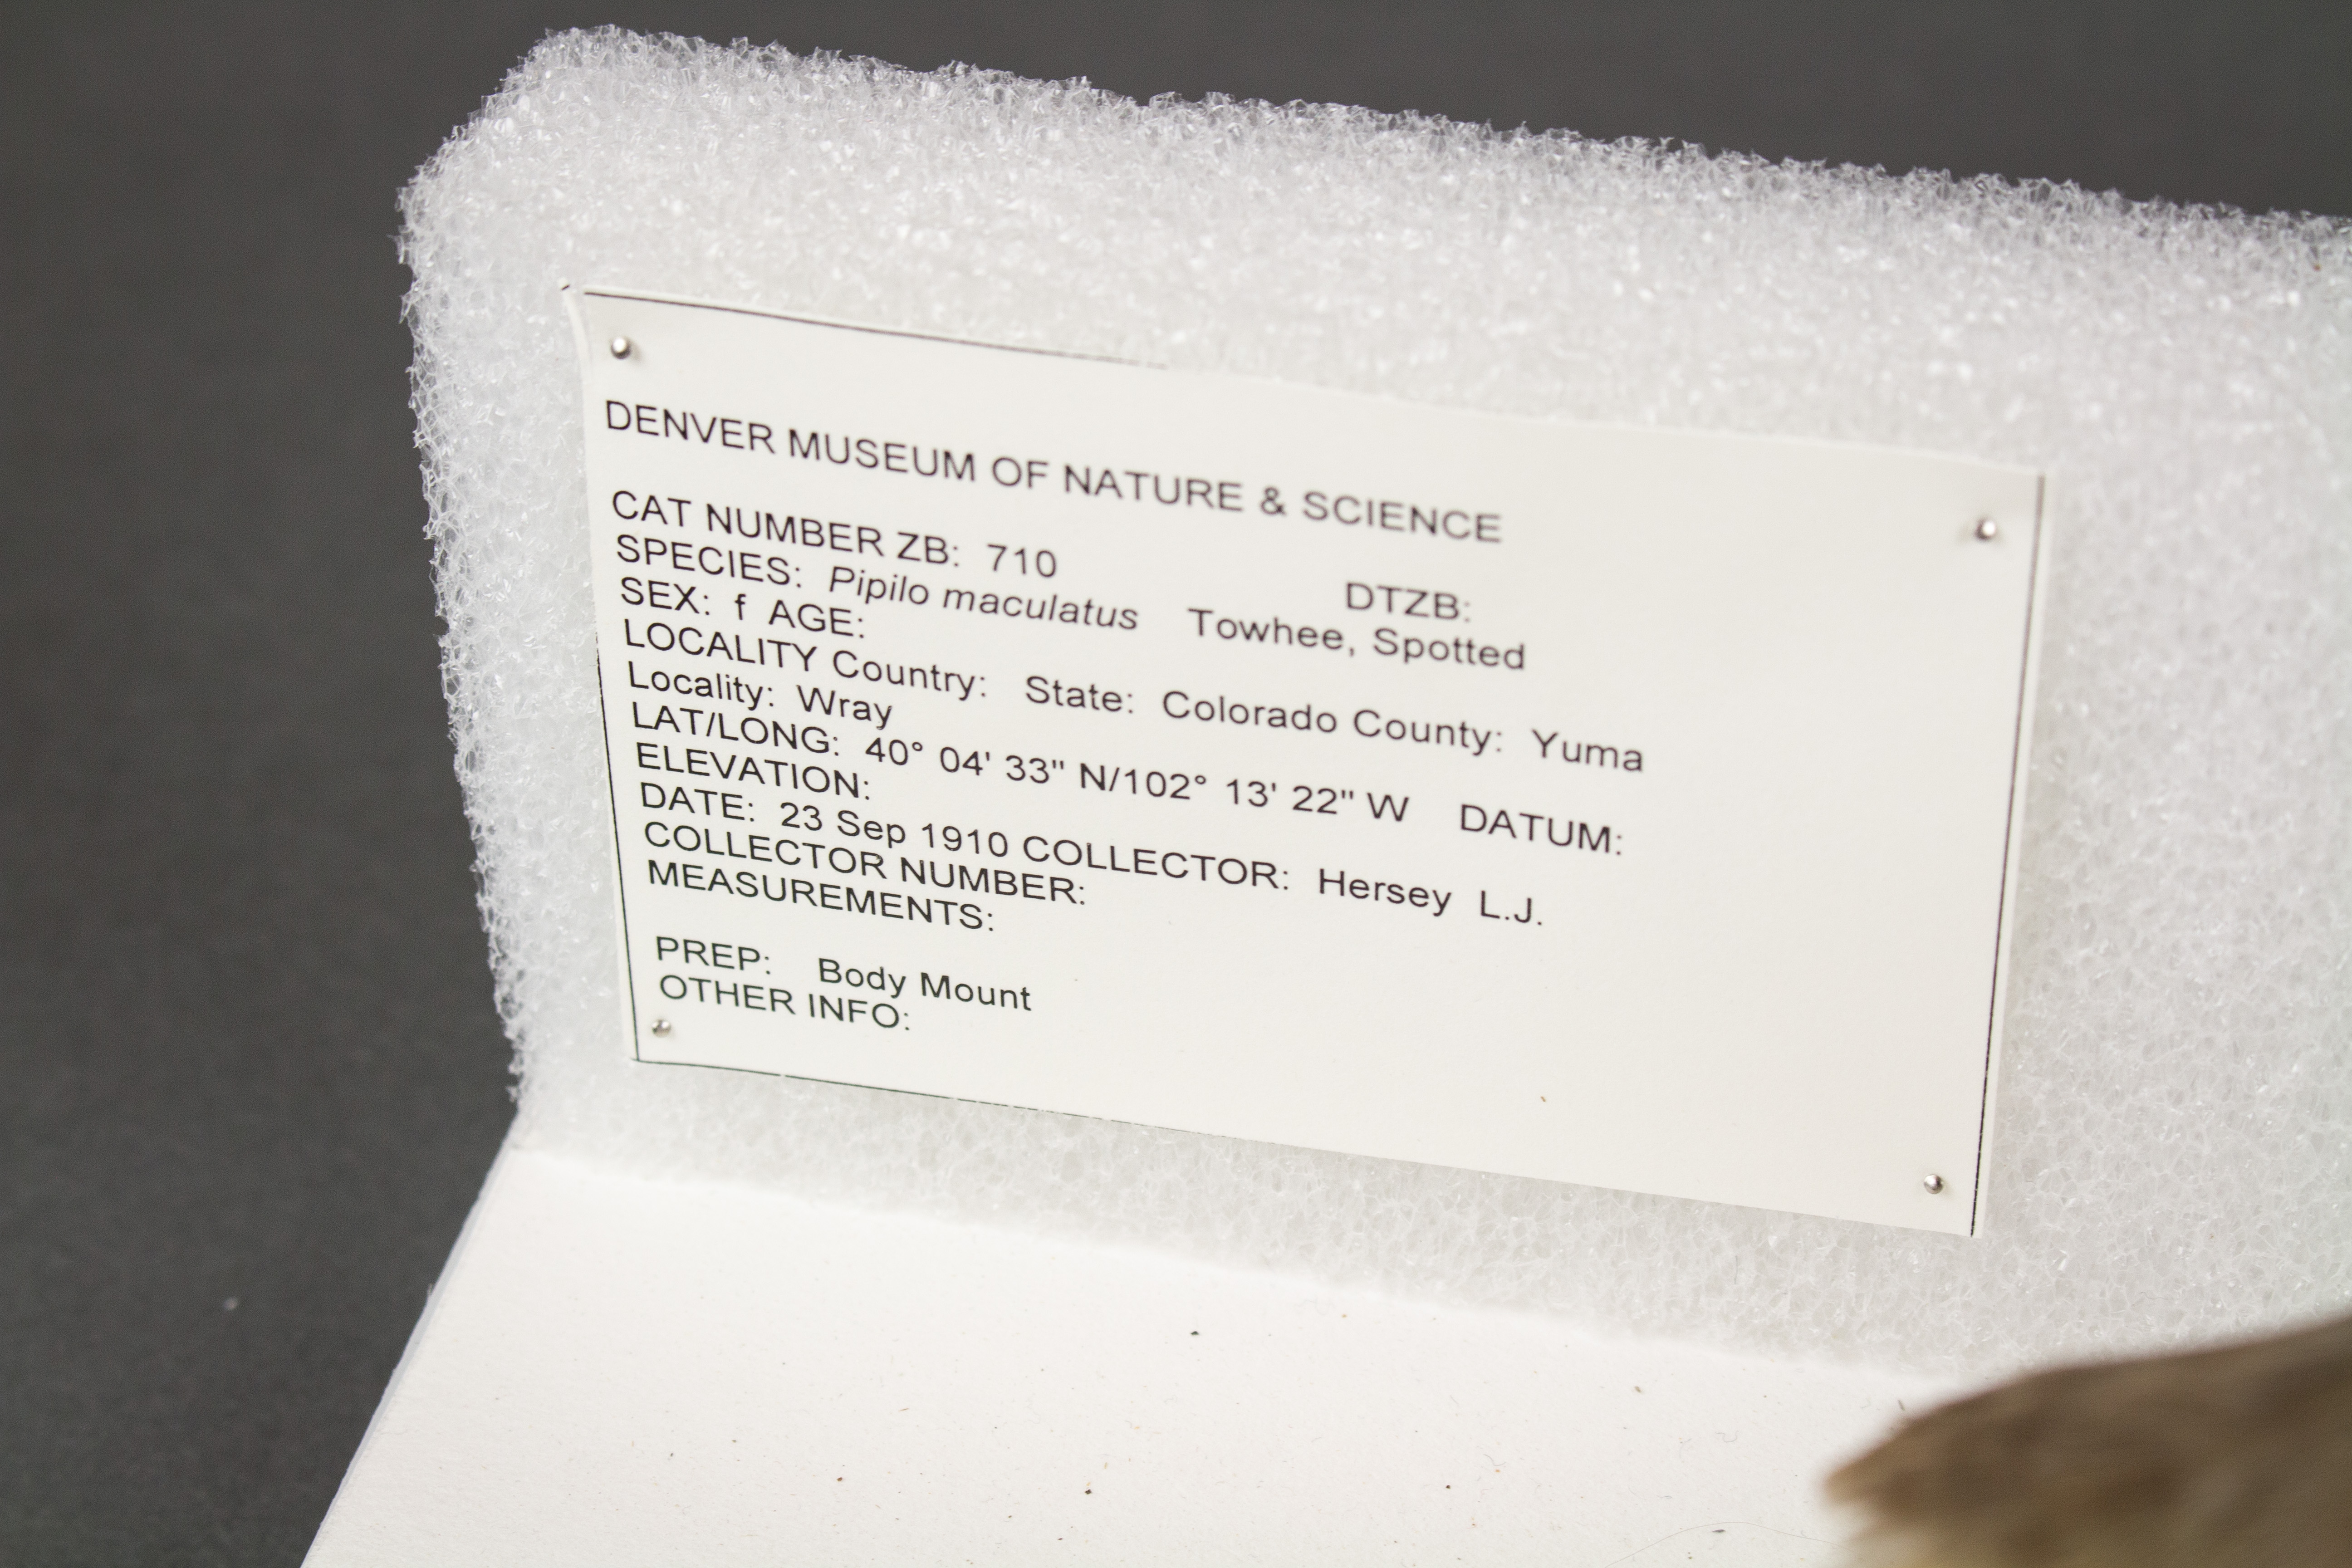 DENVER MUSEUM OF NATURE & SCIENCE
CAT NUMBER ZB: 710 DTZB:
SPECIES: Pipilo maculatus Towhee, Spotted
SEX: f AGE:
LOCALITY Country: State: Colorado County: Yuma
Locality: Wray
LAT/LONG: 40° 04' 33" N/102° 13' 22" W DATUM:
ELEVATION:
DATE: 23 Sep 1910 COLLECTOR: Hersey L.J.
COLLECTOR NUMBER:
MEASUREMENTS:
PREP: Body Mount
OTHER INFO: